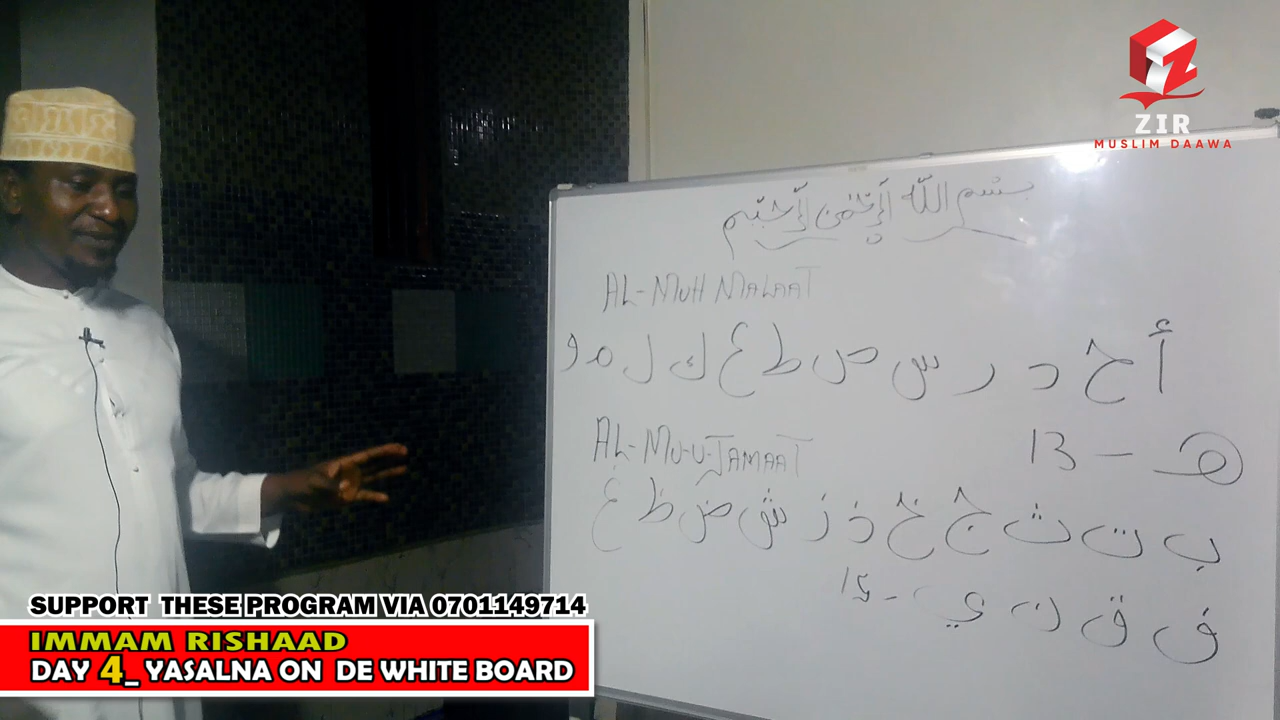 ZIR
MUSLIM DAAWA
بسم الله الرحمن الرحيم
AL-MUHMALAAT
أ ح د ر س ص ط ع ك ل م و
ه - 13
AL-MU-U-JAMAAT
ب ت ث ج خ ذ ز ش ض ظ غ
ف ق ن ي - 15
SUPPORT THESE PROGRAM VIA 0701149714
IMMAM RISHAAD
DAY 4_ YASALNA ON DE WHITE BOARD